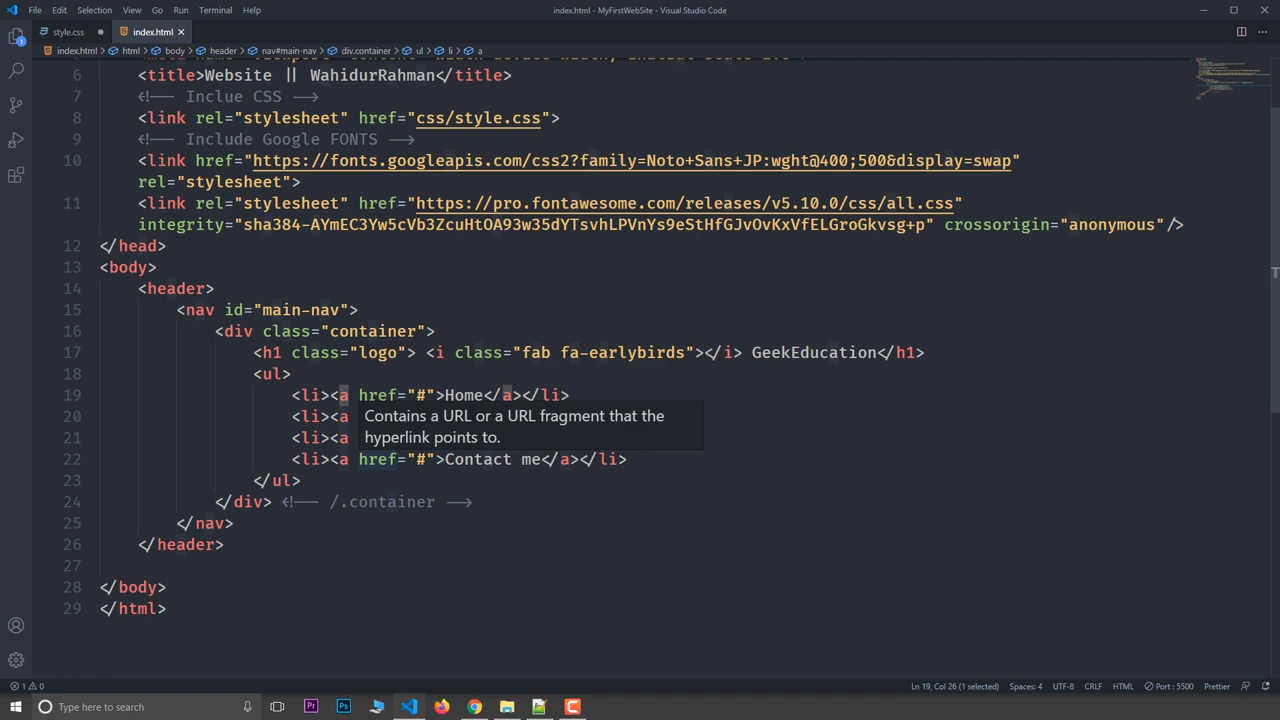 File Edit Selection View Go Run Terminal Help index.html - MyFirstWebSite - Visual Studio Code
style.css index.html
index.html html body header nav#main-nav div.container ul li a
6 <title>Website || WahidurRahman</title>
7 <!-- Inclue CSS -->
8 <link rel="stylesheet" href="css/style.css">
9 <!-- Include Google FONTS -->
10 <link href="https://fonts.googleapis.com/css2?family=Noto+Sans+JP:wght@400;500&display=swap"
rel="stylesheet">
11 <link rel="stylesheet" href="https://pro.fontawesome.com/releases/v5.10.0/css/all.css"
integrity="sha384-AYmEC3Yw5cVb3ZcuHtOA93w35dYTsvhLPVnYs9eStHfGJvOvKxVfELGroGkvsg+p" crossorigin="anonymous"/>
12 </head>
13 <body>
14 <header>
15 <nav id="main-nav">
16 <div class="container">
17 <h1 class="logo"> <i class="fab fa-earlybirds"></i> GeekEducation</h1>
18 <ul>
19 <li><a href="#">Home</a></li>
20 <li><a
Contains a URL or a URL fragment that the
21 <li><a
hyperlink points to.
22 <li><a href="#">Contact me</a></li>
23 </ul>
24 </div> <!-- /.container -->
25 </nav>
26 </header>
27
28 </body>
29 </html>
1 0 Ln 19, Col 26 (1 selected) Spaces: 4 UTF-8 CRLF HTML Port : 5500 Prettier
Type here to search